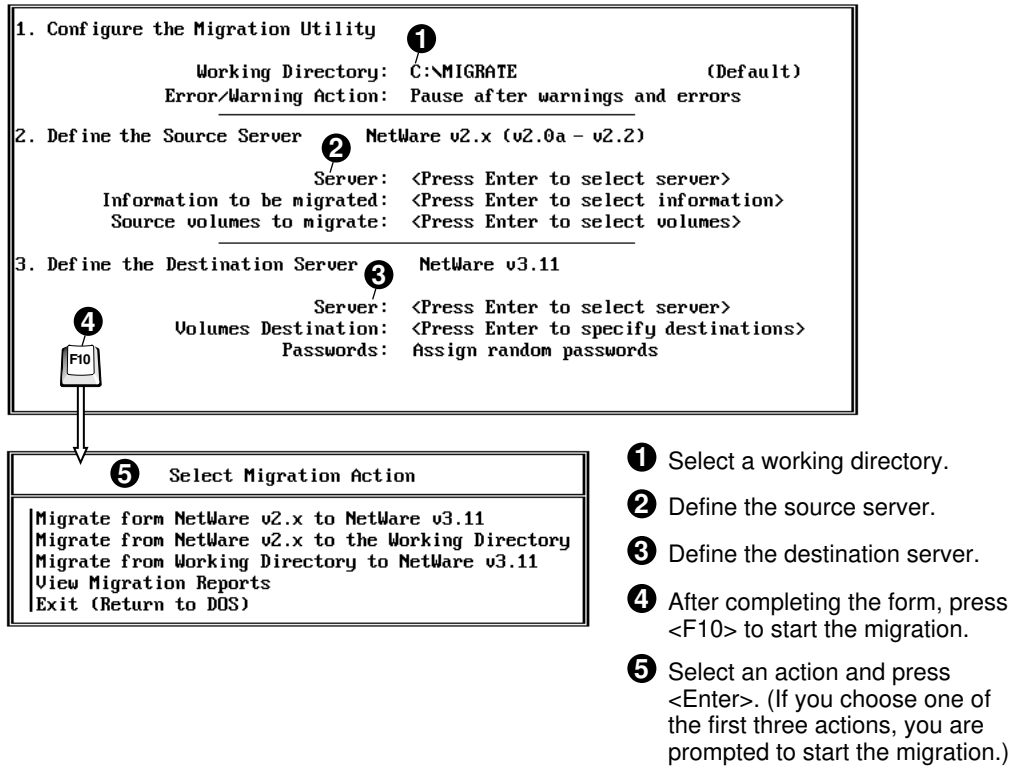 1. Configure the Migration Utility
1
Working Directory: C:\MIGRATE (Default)
Error/Warning Action: Pause after warnings and errors
2. Define the Source Server NetWare v2.x (v2.0a – v2.2)
2
Server: <Press Enter to select server>
Information to be migrated: <Press Enter to select information>
Source volumes to migrate: <Press Enter to select volumes>
3. Define the Destination Server NetWare v3.11
3
Server: <Press Enter to select server>
Volumes Destination: <Press Enter to specify destinations>
Passwords: Assign random passwords
4
F10
5 Select Migration Action
Migrate form NetWare v2.x to NetWare v3.11
Migrate from NetWare v2.x to the Working Directory
Migrate from Working Directory to NetWare v3.11
View Migration Reports
Exit (Return to DOS)
1 Select a working directory.
2 Define the source server.
3 Define the destination server.
4 After completing the form, press
<F10> to start the migration.
5 Select an action and press
<Enter>. (If you choose one of
the first three actions, you are
prompted to start the migration.)